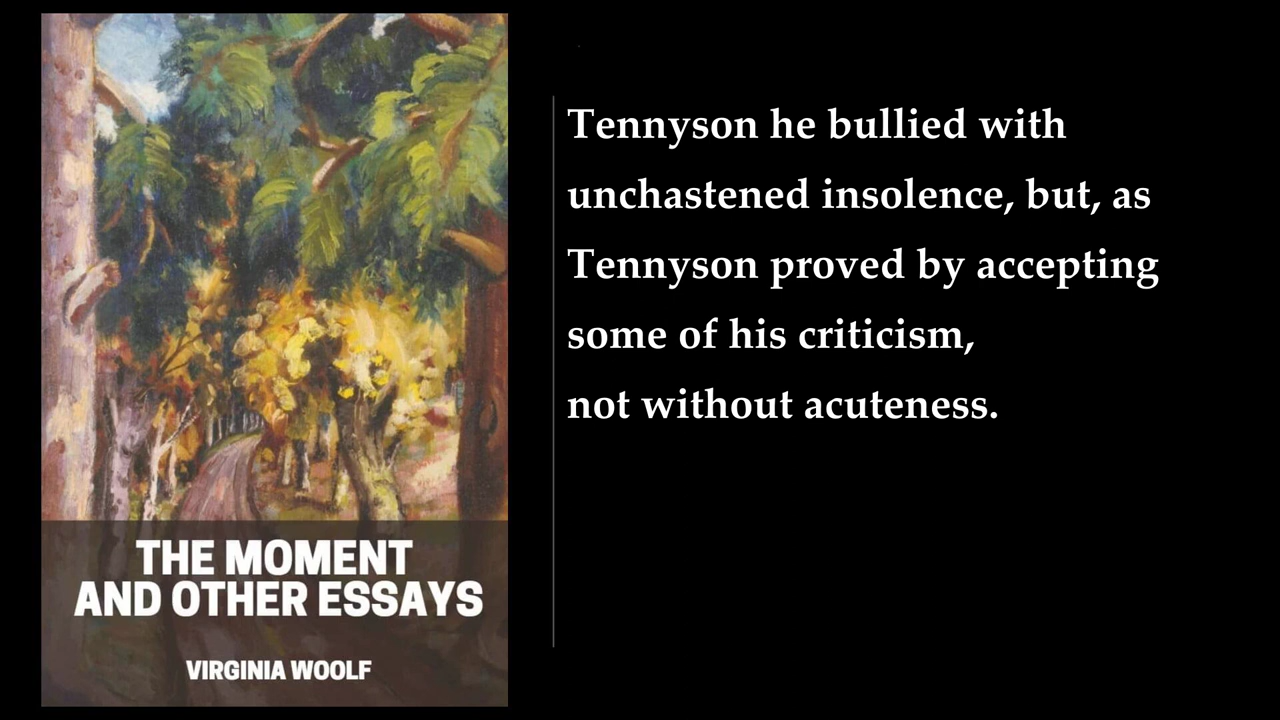 THE MOMENT
AND OTHER ESSAYS
VIRGINIA WOOLF
Tennyson he bullied with
unchastened insolence, but, as
Tennyson proved by accepting
some of his criticism,
not without acuteness.